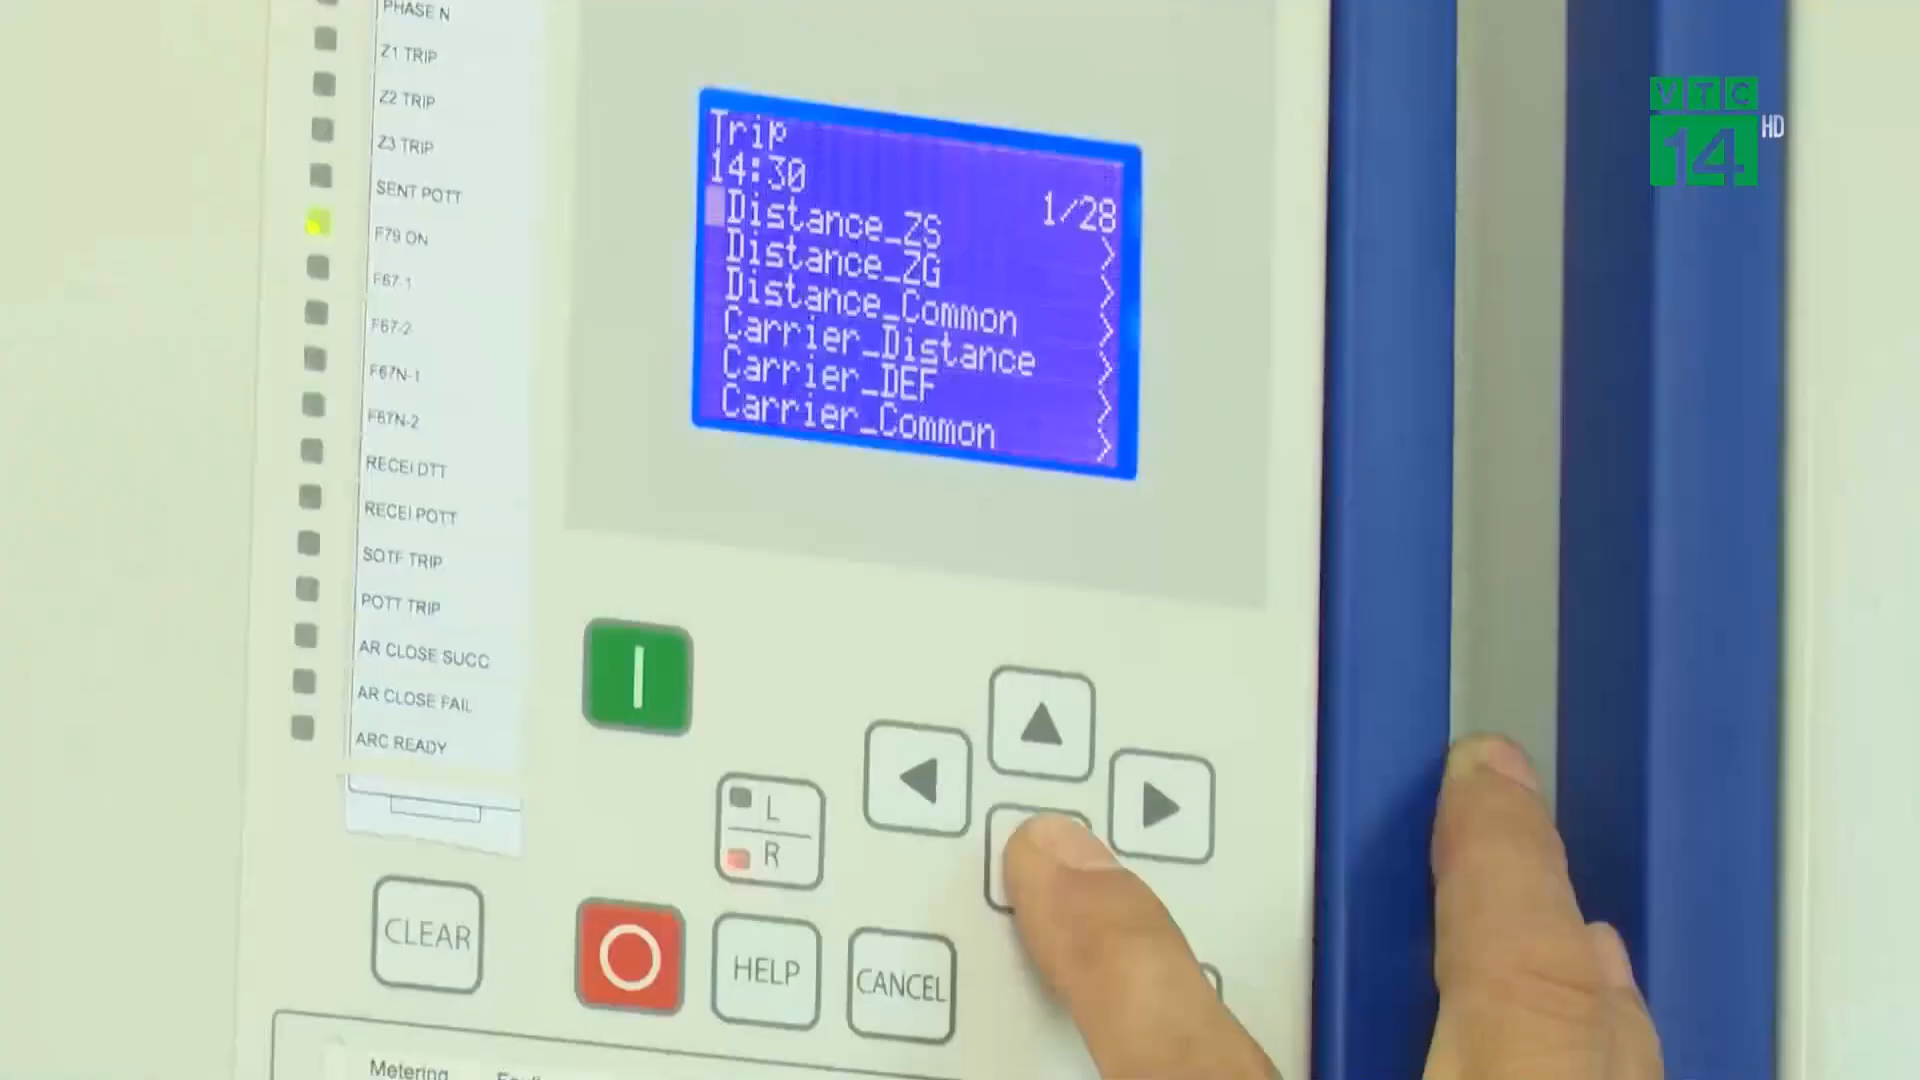 PHASE N
Z1 TRIP
Z2 TRIP
Z3 TRIP
SENT POTT
F79 ON
F67-1
F67-2
F67N-1
F67N-2
RECEI DTT
RECEI POTT
SOTF TRIP
POTT TRIP
AR CLOSE SUCC
AR CLOSE FAIL
ARC READY
Trip
14:30
1/28
Distance_ZS
Distance_ZG
Distance_Common
Carrier_Distance
Carrier_DEF
Carrier_Common
L
R
CLEAR
HELP
CANCEL
Metering
VTC
14 HD